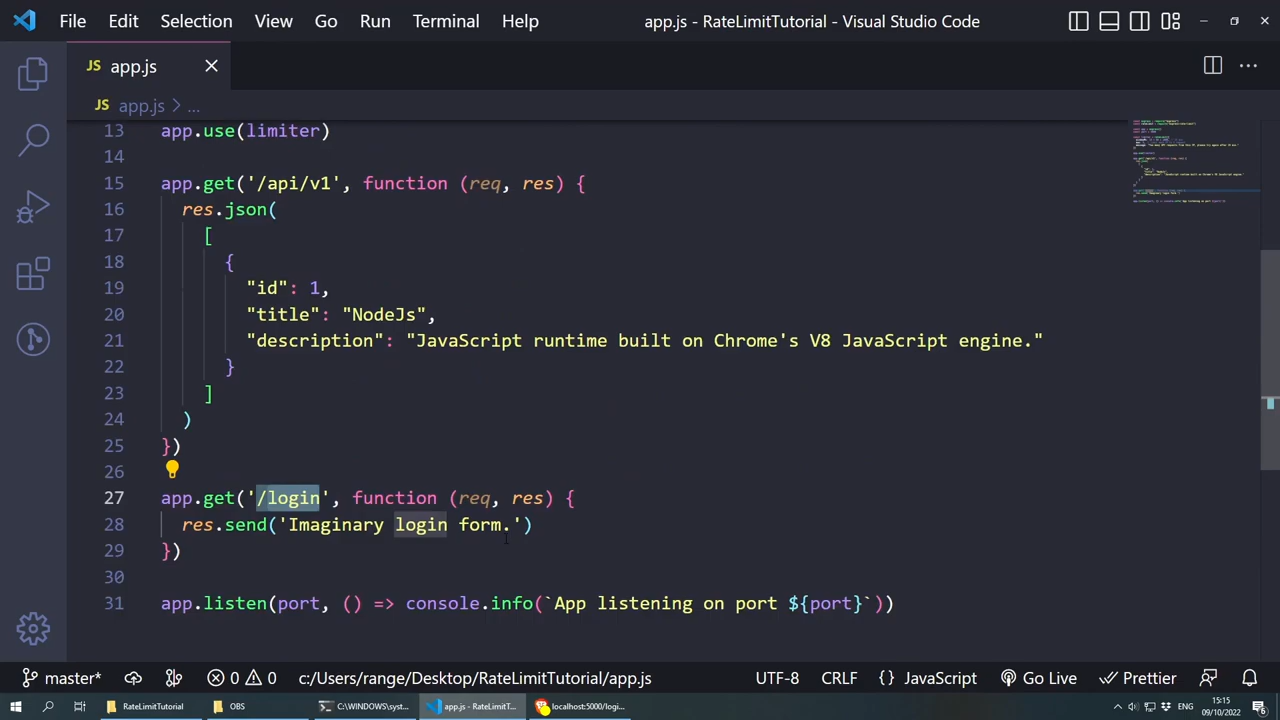 File Edit Selection View Go Run Terminal Help app.js - RateLimitTutorial - Visual Studio Code
JS app.js
JS app.js > ...
13 app.use(limiter)
14
15 app.get('/api/v1', function (req, res) {
16 res.json(
17 [
18 {
19 "id": 1,
20 "title": "NodeJs",
21 "description": "JavaScript runtime built on Chrome's V8 JavaScript engine."
22 }
23 ]
24 )
25 })
26
27 app.get('/login', function (req, res) {
28 res.send('Imaginary login form.')
29 })
30
31 app.listen(port, () => console.info(`App listening on port ${port}`))
master* 0 0 c:/Users/range/Desktop/RateLimitTutorial/app.js UTF-8 CRLF {} JavaScript Go Live Prettier
RateLimitTutorial OBS C:\WINDOWS\syst... app.js - RateLimitT... localhost:5000/logi... ENG 15:15
10/09/2022 6